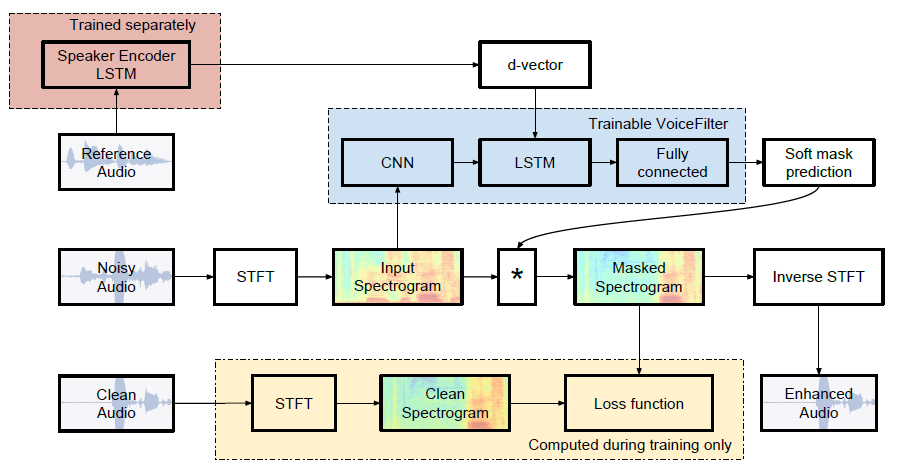 Trained separately
Speaker Encoder
LSTM
d-vector
Reference
Audio
Trainable VoiceFilter
CNN
LSTM
Fully
connected
Soft mask
prediction
Noisy
Audio
STFT
Input
Spectrogram
*
Masked
Spectrogram
Inverse STFT
Clean
Audio
STFT
Clean
Spectrogram
Loss function
Enhanced
Audio
Computed during training only